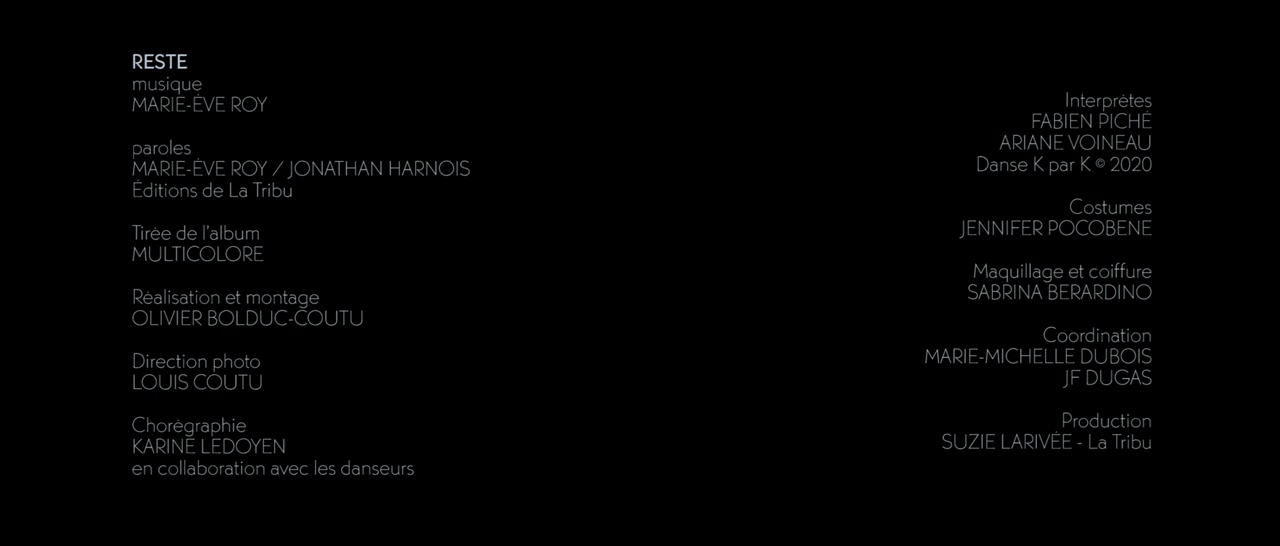 RESTE
musique
MARIE-ÈVE ROY
paroles
MARIE-ÈVE ROY / JONATHAN HARNOIS
Éditions de La Tribu
Tirée de l'album
MULTICOLORE
Réalisation et montage
OLIVIER BOLDUC-COUTU
Direction photo
LOUIS COUTU
Chorégraphie
KARINE LEDOYEN
en collaboration avec les danseurs
Interprètes
FABIEN PICHÉ
ARIANE VOINEAU
Danse K par K © 2020
Costumes
JENNIFER POCOBENE
Maquillage et coiffure
SABRINA BERARDINO
Coordination
MARIE-MICHELLE DUBOIS
JF DUGAS
Production
SUZIE LARIVÉE - La Tribu